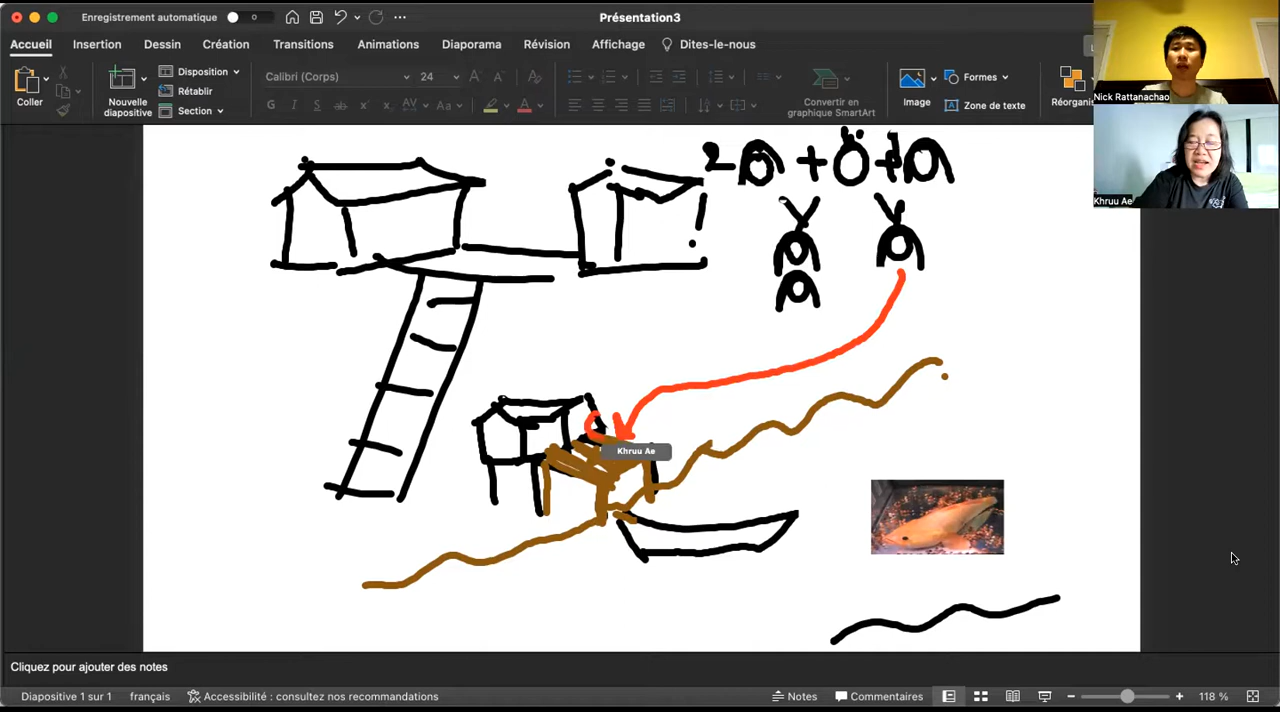 Enregistrement automatique
Présentation3
Accueil Insertion Dessin Création Transitions Animations Diaporama Révision Affichage Dites-le-nous
Coller
Nouvelle diapositive
Disposition
Rétablir
Section
Calibri (Corps) 24
G I S ab
AV Aa A
Convertir en graphique SmartArt
Image
Formes
Zone de texte
Réorganis
Nick Rattanachao
Khruu Ae
Khruu Ae
Cliquez pour ajouter des notes
Diapositive 1 sur 1 français Accessibilité : consultez nos recommandations Notes Commentaires 118 %